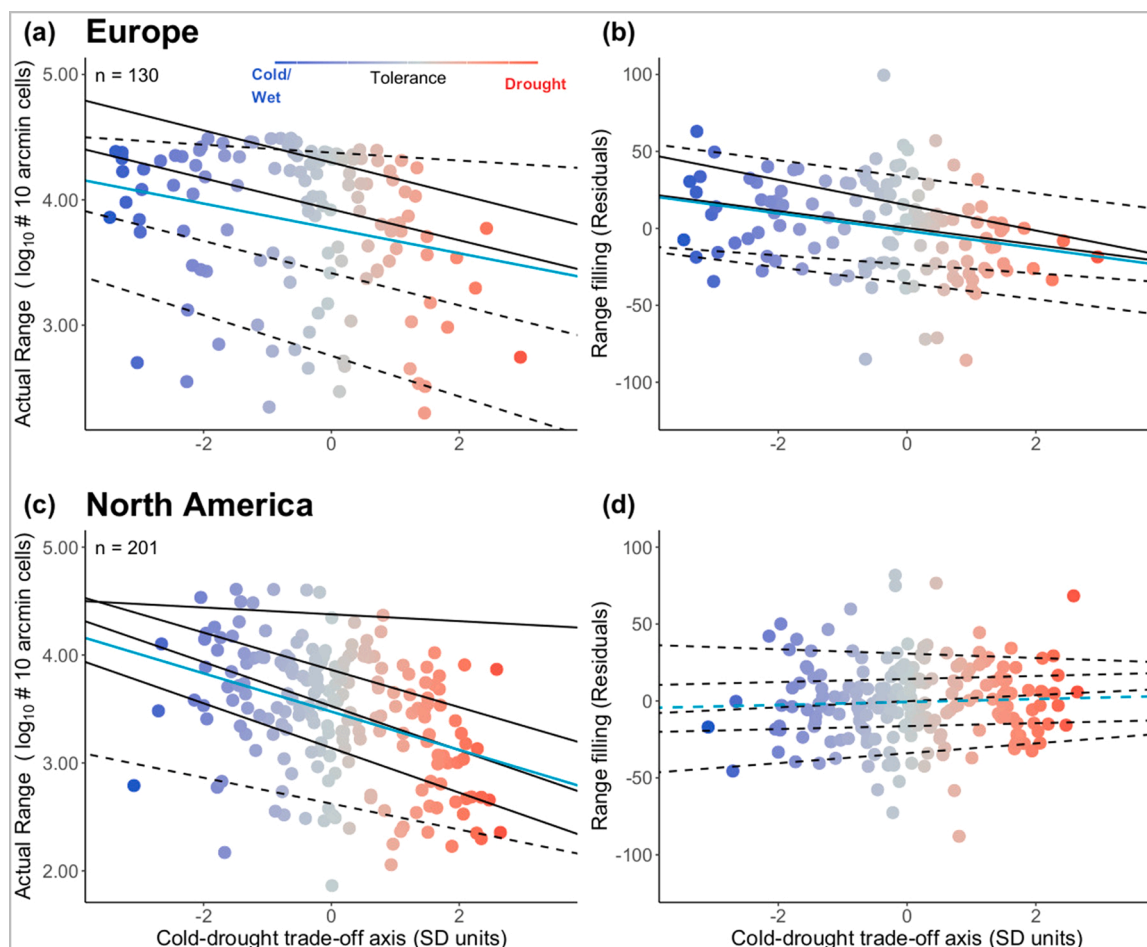 (a) Europe
(b)
n = 130
Cold/
Wet
Tolerance
Drought
Actual Range ( log10 # 10 arcmin cells)
5.00
4.00
3.00
-2
0
2
Range filling (Residuals)
100
50
0
-50
-100
-2
0
2
(c) North America
(d)
n = 201
Actual Range ( log10 # 10 arcmin cells)
5.00
4.00
3.00
2.00
-2
0
2
Cold-drought trade-off axis (SD units)
Range filling (Residuals)
100
50
0
-50
-100
-2
0
2
Cold-drought trade-off axis (SD units)